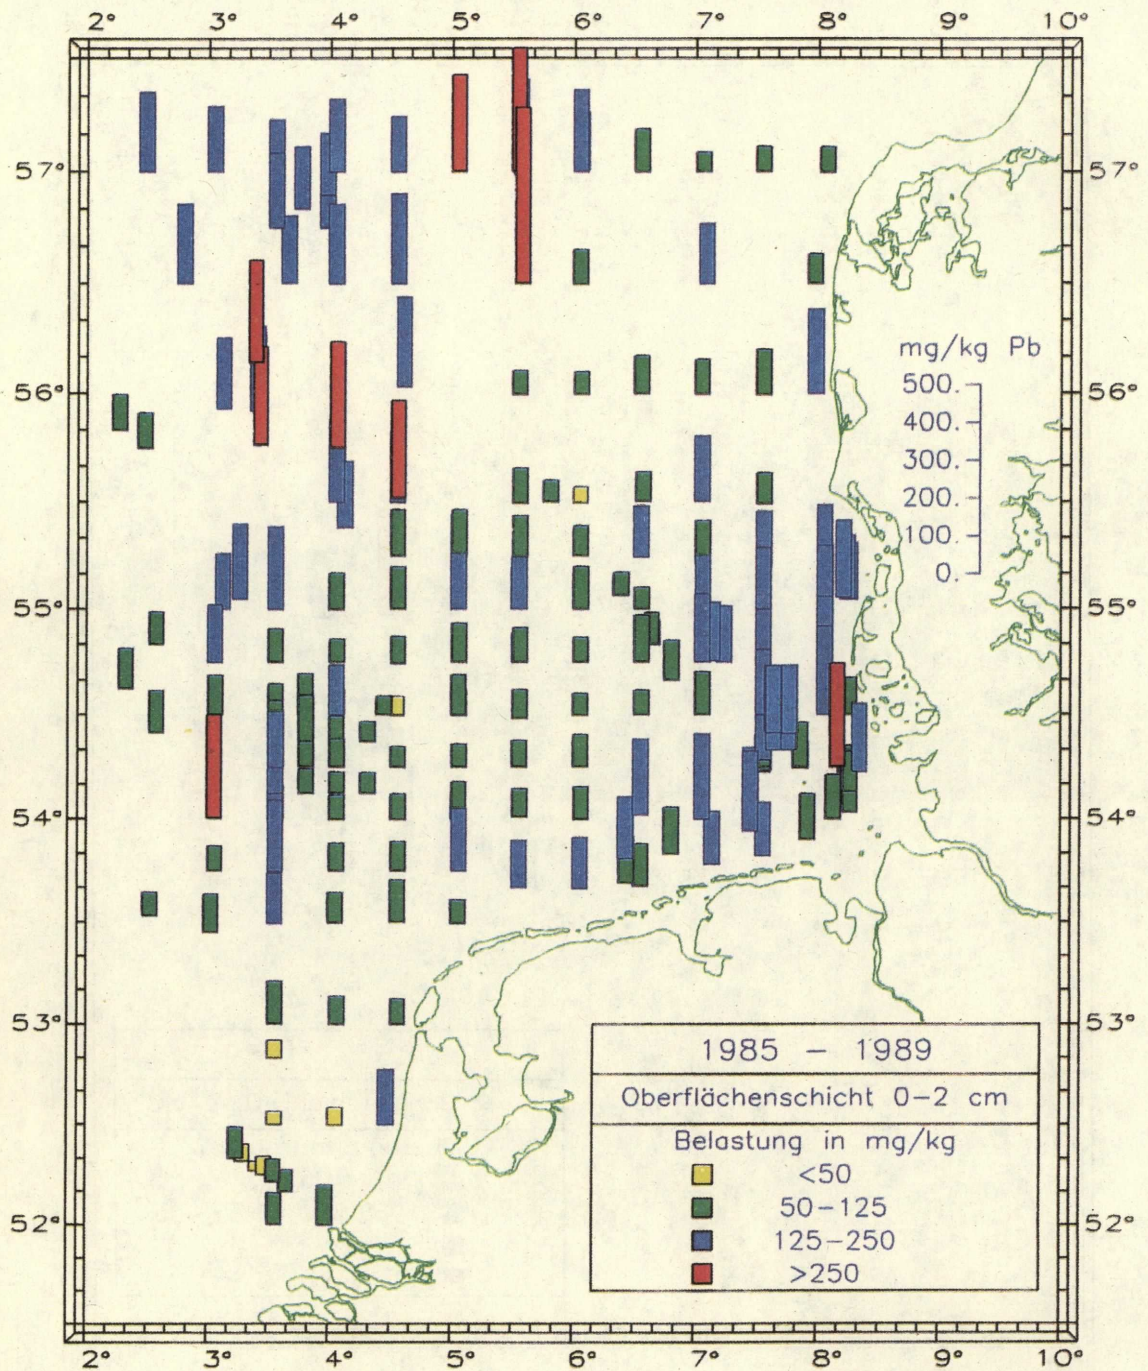 2° 3° 4° 5° 6° 7° 8° 9° 10°
57° 57°
mg/kg Pb
56° 500. 56°
400.
300.
200.
100.
0.
55° 55°
54° 54°
53° 53°
1985 – 1989
Oberflächenschicht 0–2 cm
Belastung in mg/kg
<50
50–125
52° 52°
125–250
>250
2° 3° 4° 5° 6° 7° 8° 9° 10°